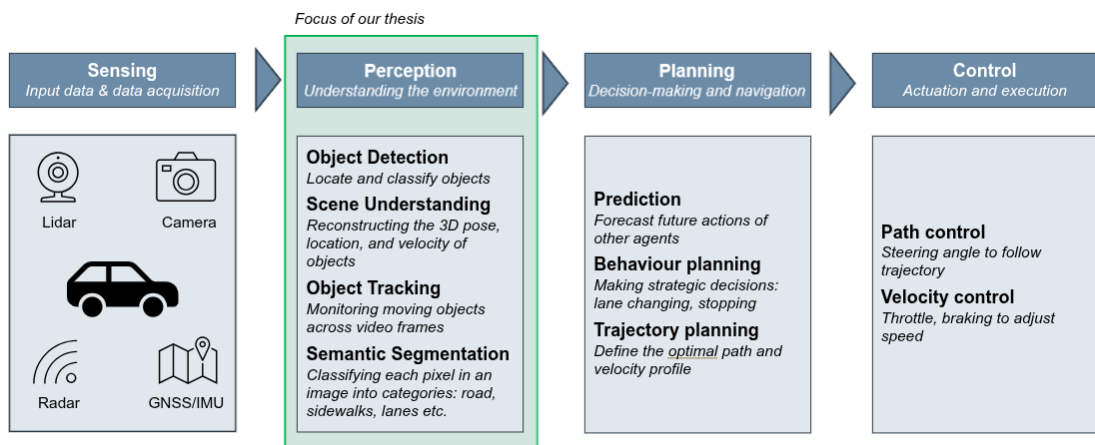 Focus of our thesis
Sensing
Input data & data acquisition
Lidar
Camera
Radar
GNSS/IMU
Perception
Understanding the environment
Object Detection
Locate and classify objects
Scene Understanding
Reconstructing the 3D pose,
location, and velocity of
objects
Object Tracking
Monitoring moving objects
across video frames
Semantic Segmentation
Classifying each pixel in an
image into categories: road,
sidewalks, lanes etc.
Planning
Decision-making and navigation
Prediction
Forecast future actions of
other agents
Behaviour planning
Making strategic decisions:
lane changing, stopping
Trajectory planning
Define the optimal path and
velocity profile
Control
Actuation and execution
Path control
Steering angle to follow
trajectory
Velocity control
Throttle, braking to adjust
speed